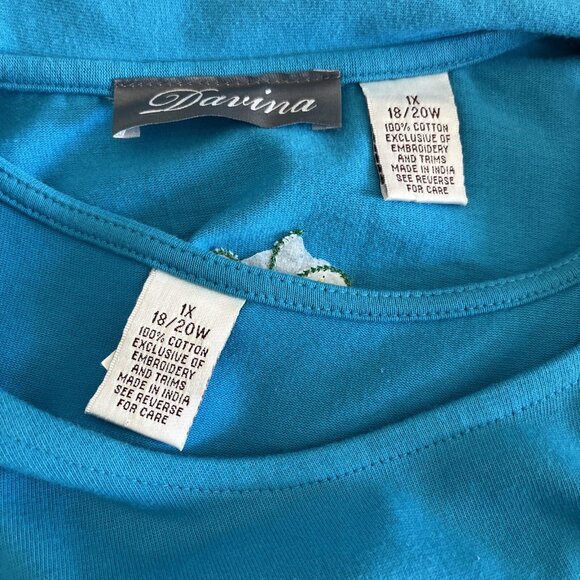 Davina
1X
18/20W
100% COTTON
EXCLUSIVE OF
EMBROIDERY
AND TRIMS
MADE IN INDIA
SEE REVERSE
FOR CARE
1X
18/20W
100% COTTON
EXCLUSIVE OF
EMBROIDERY
AND TRIMS
MADE IN INDIA
SEE REVERSE
FOR CARE